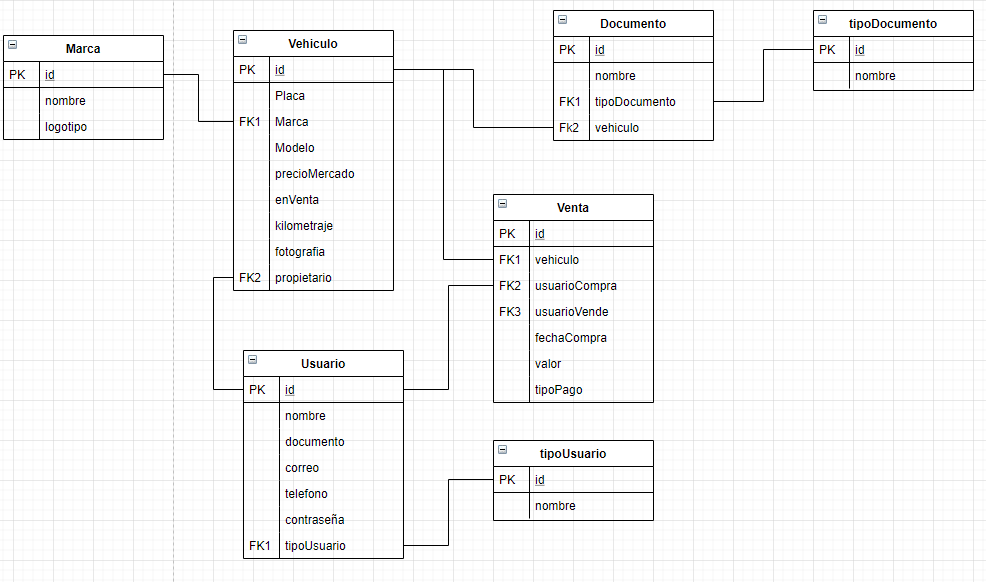 Marca
PK id
nombre
logotipo
Vehiculo
PK id
Placa
FK1 Marca
Modelo
precioMercado
enVenta
kilometraje
fotografia
FK2 propietario
Documento
PK id
nombre
FK1 tipoDocumento
Fk2 vehiculo
tipoDocumento
PK id
nombre
Venta
PK id
FK1 vehiculo
FK2 usuarioCompra
FK3 usuarioVende
fechaCompra
valor
tipoPago
Usuario
PK id
nombre
documento
correo
telefono
contraseña
FK1 tipoUsuario
tipoUsuario
PK id
nombre